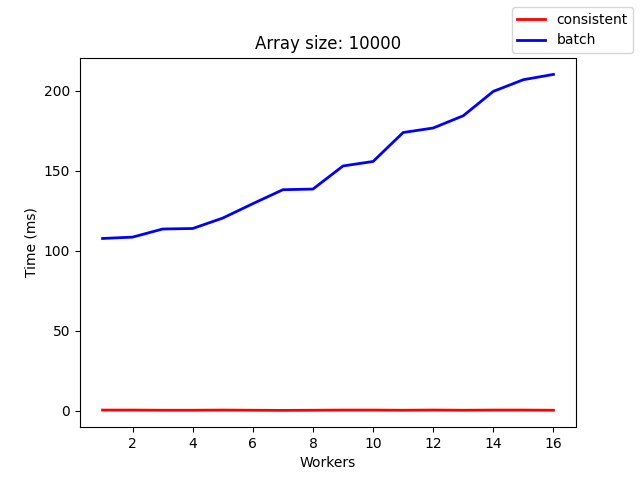 consistent
batch
Array size: 10000
200
150
100
50
0
Time (ms)
2 4 6 8 10 12 14 16
Workers